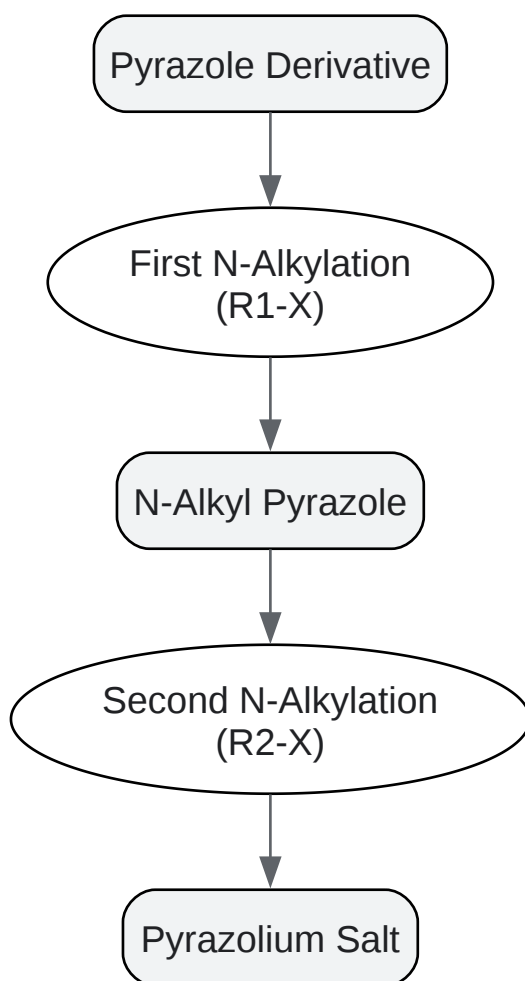 Pyrazole Derivative
First N-Alkylation
(R1-X)
N-Alkyl Pyrazole
Second N-Alkylation
(R2-X)
Pyrazolium Salt